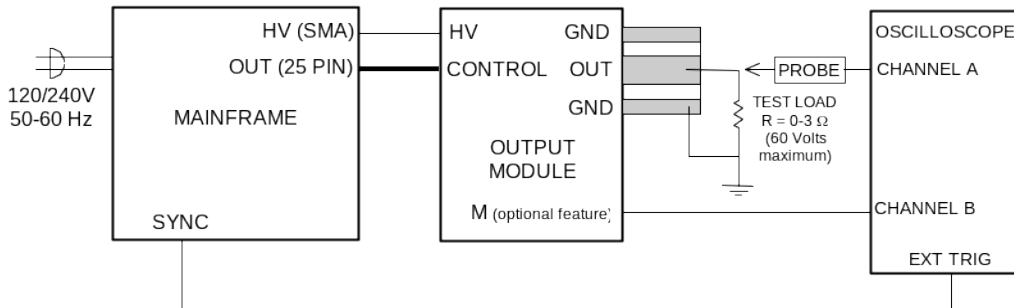 HV (SMA)
OUT (25 PIN)
MAINFRAME
SYNC
120/240V
50-60 Hz
HV
CONTROL
GND
OUT
GND
OUTPUT
MODULE
M (optional feature)
PROBE
TEST LOAD
R = 0-3 Ω
(60 Volts
maximum)
OSCILLOSCOPE
CHANNEL A
CHANNEL B
EXT TRIG